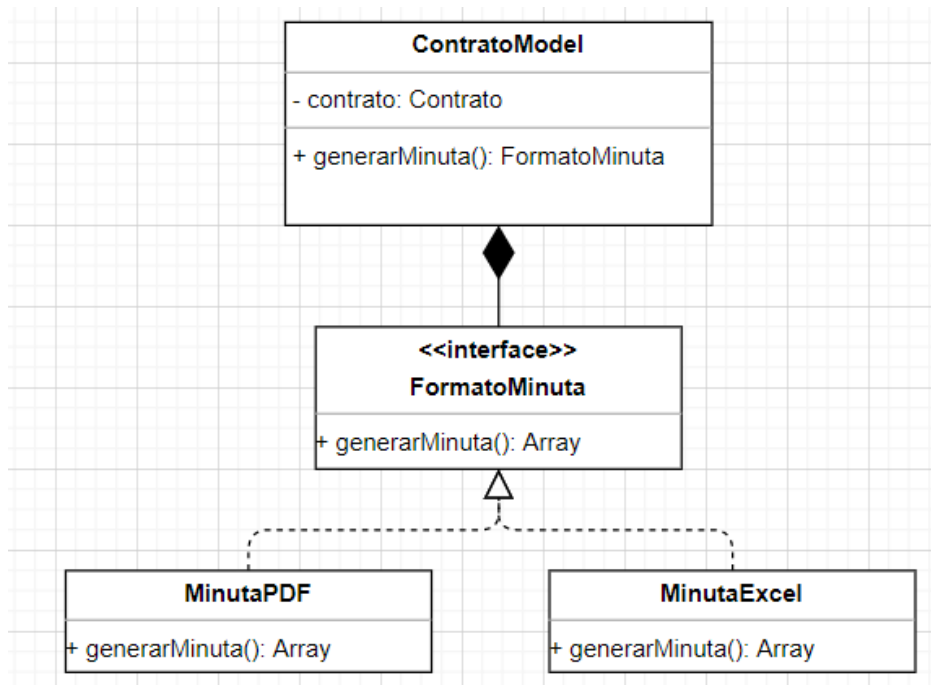 ContratoModel
- contrato: Contrato
+ generarMinuta(): FormatoMinuta
<<interface>>
FormatoMinuta
+ generarMinuta(): Array
MinutaPDF
+ generarMinuta(): Array
MinutaExcel
+ generarMinuta(): Array